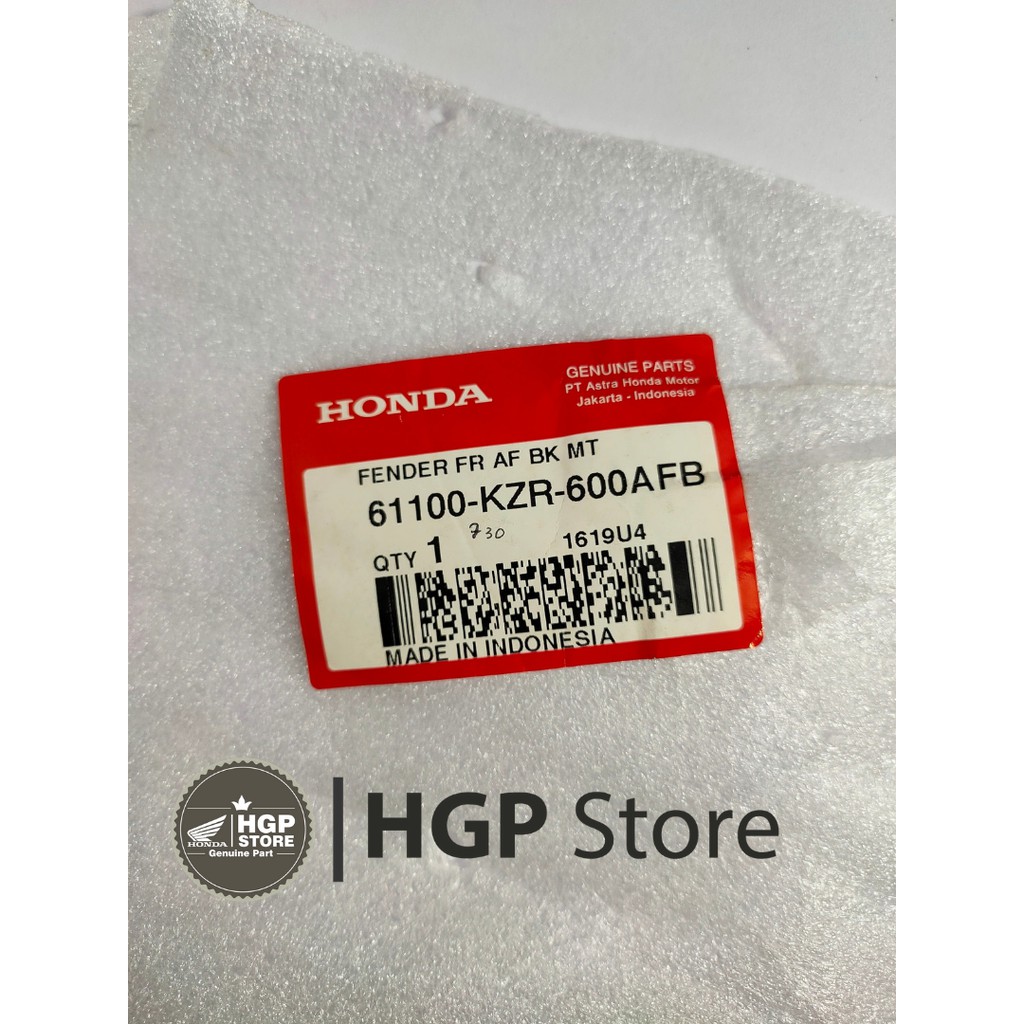 HONDA
GENUINE PARTS
PT Astra Honda Motor
Jakarta - Indonesia
FENDER FR AF BK MT
61100-KZR-600AFB
730
QTY 1
1619U4
MADE IN INDONESIA
HONDA
HGP
STORE
Genuine Part
HGP Store